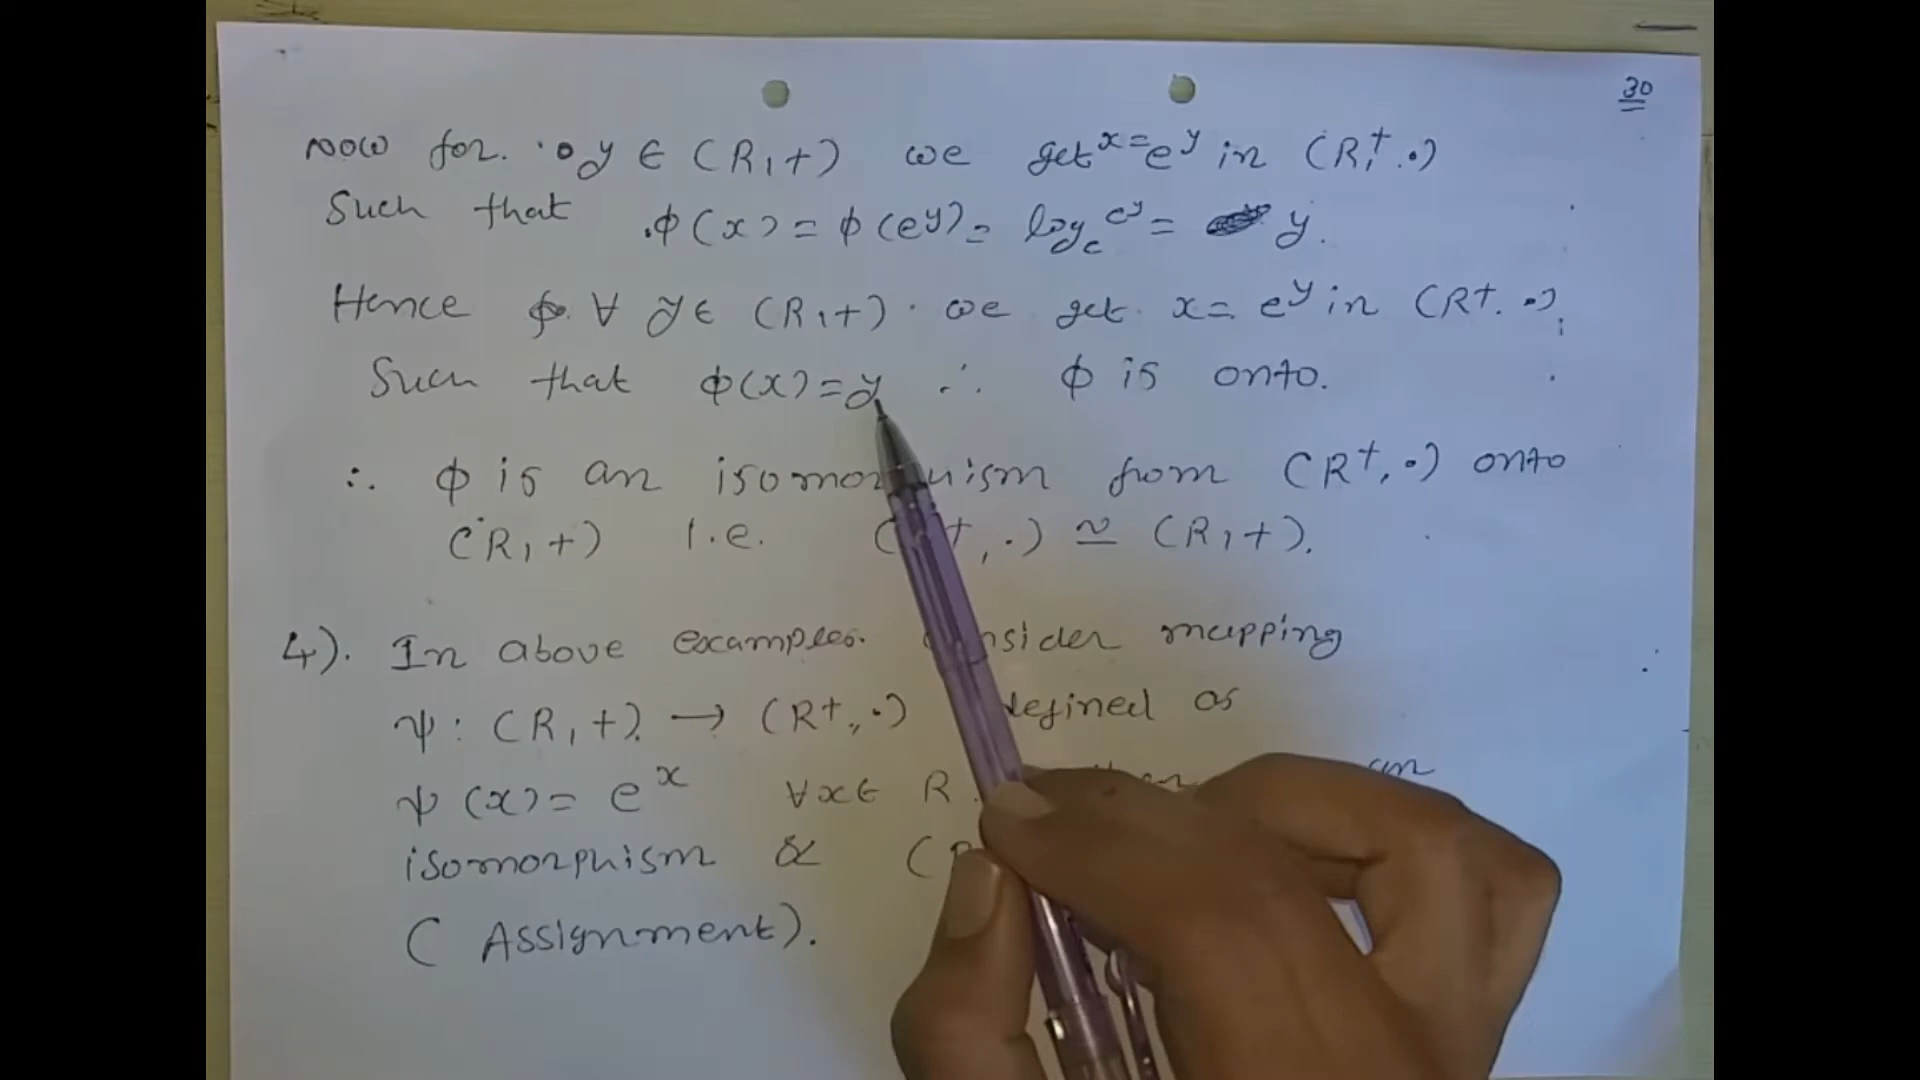 30
Now for y ∈ (R, +) we get x = e^y in (R^+, .)
Such that φ(x) = φ(e^y) = log_e e^y = y.
Hence ∀ y ∈ (R, +) we get x = e^y in (R^+, .),
Such that φ(x) = y ∴ φ is onto.
∴ φ is an isomorphism from (R^+, .) onto
(R, +) i.e. ( +, .) ≅ (R, +).
4). In above examples. mapping
ψ : (R, +) → (R^+, .) defined as
ψ (x) = e^x ∀x ∈ R an
isomorphism & (R
( Assignment).